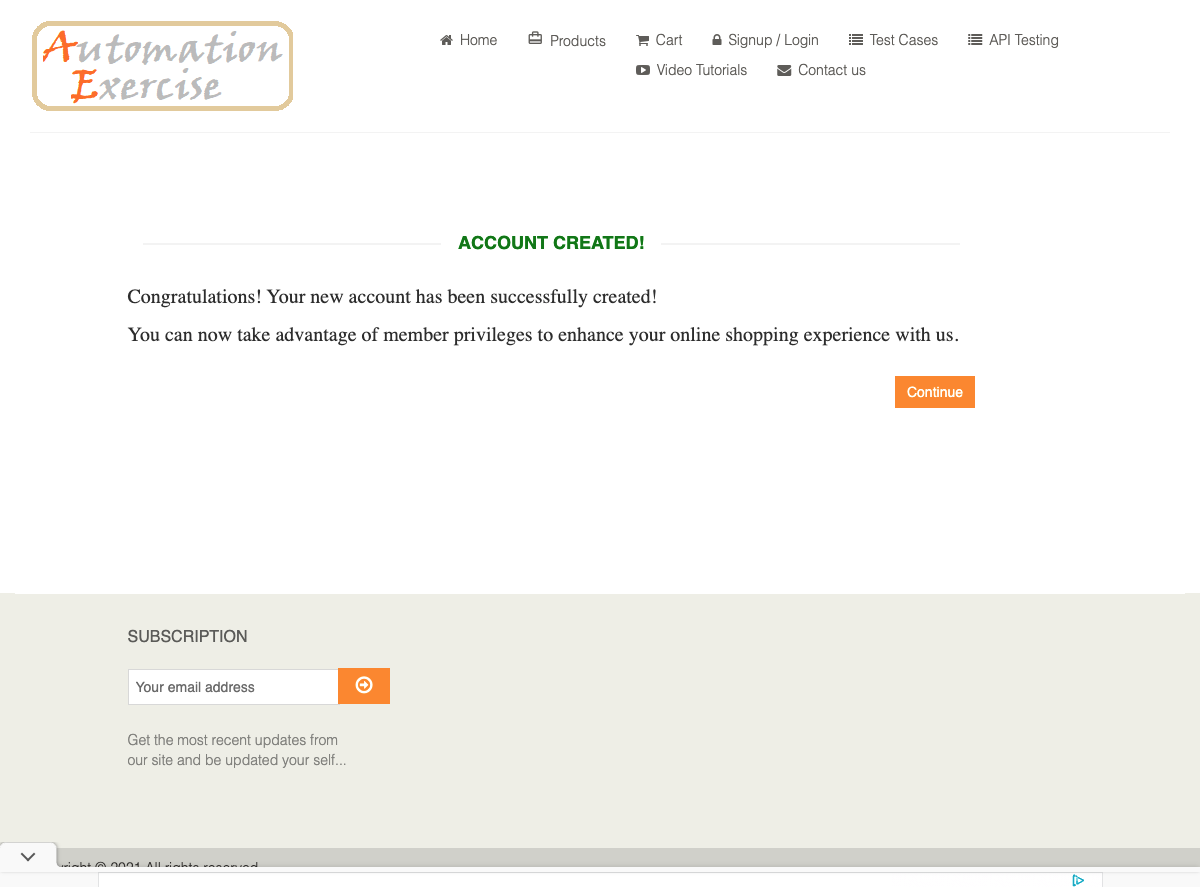 Automation
Exercise
Home
Products
Cart
Signup / Login
Test Cases
API Testing
Video Tutorials
Contact us
ACCOUNT CREATED!
Congratulations! Your new account has been successfully created!
You can now take advantage of member privileges to enhance your online shopping experience with us.
Continue
SUBSCRIPTION
Your email address
Get the most recent updates from
our site and be updated your self...
right © 2021 All rights reserved